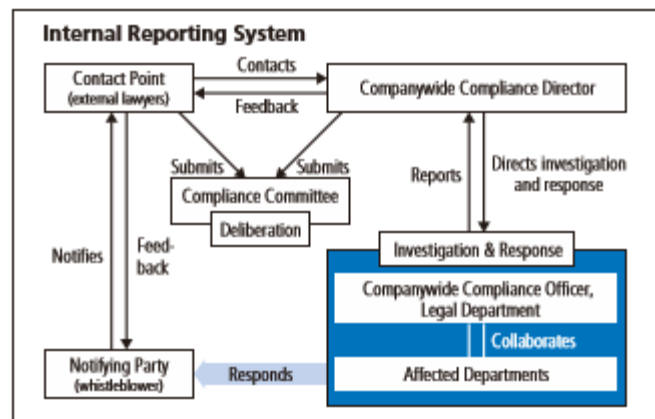 Internal Reporting System
Contact Point
(external lawyers)
Contacts
Feedback
Companywide Compliance Director
Submits
Submits
Compliance Committee
Deliberation
Reports
Directs investigation
and response
Notifies
Feed-
back
Investigation & Response
Companywide Compliance Officer,
Legal Department
Collaborates
Affected Departments
Notifying Party
(whistleblower)
Responds